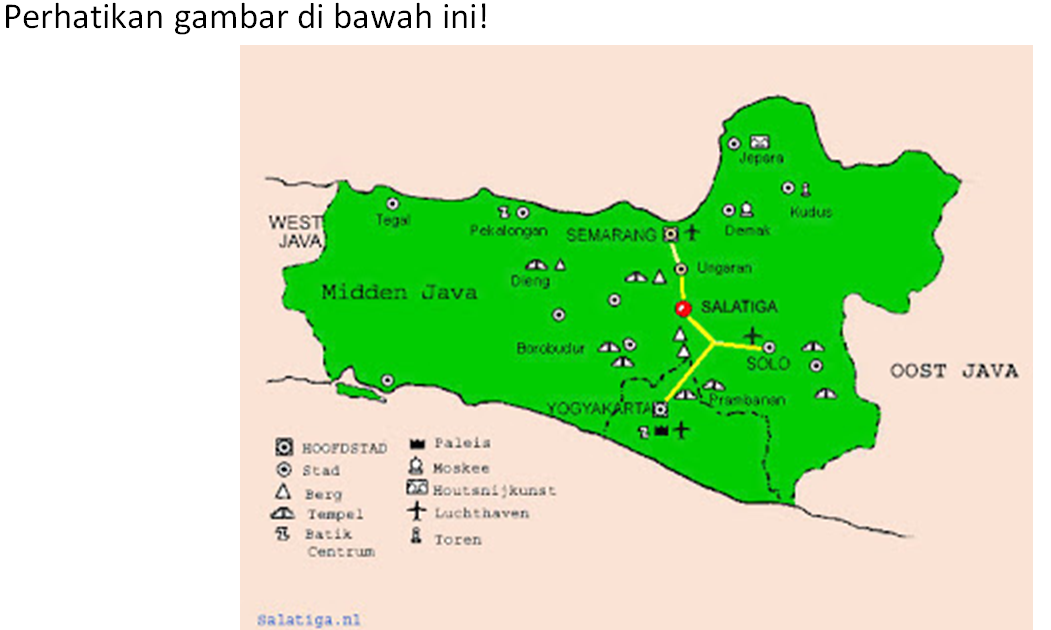 Perhatikan gambar di bawah ini!
Jepara
Kudus
Demak
WEST
JAVA
Tegal
Pekalongan
SEMARANG
Ungaran
Dieng
Midden Java
SALATIGA
Borobudur
SOLO
OOST JAVA
Prambanan
YOGYAKARTA
HOOFDSTAD
Stad
Berg
Tempel
Batik
Centrum
Paleis
Moskee
Houtsnijkunst
Luchthaven
Toren
Salatiga.nl